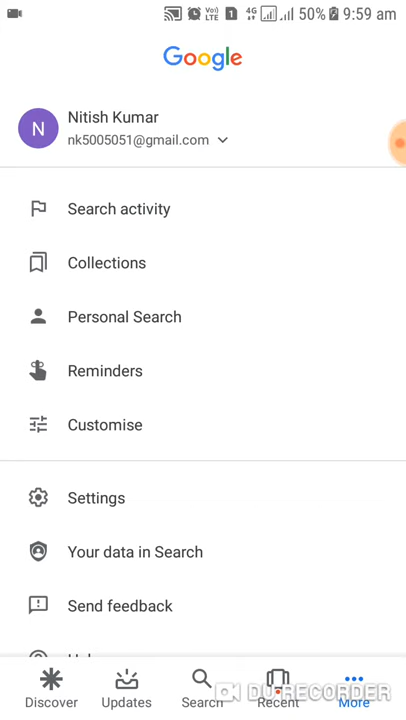 Vo)) 4G 50% 9:59 am
LTE 1
Google
N
Nitish Kumar
nk5005051@gmail.com
Search activity
Collections
Personal Search
Reminders
Customise
Settings
Your data in Search
Send feedback
Discover Updates Search Recent More
DU RECORDER